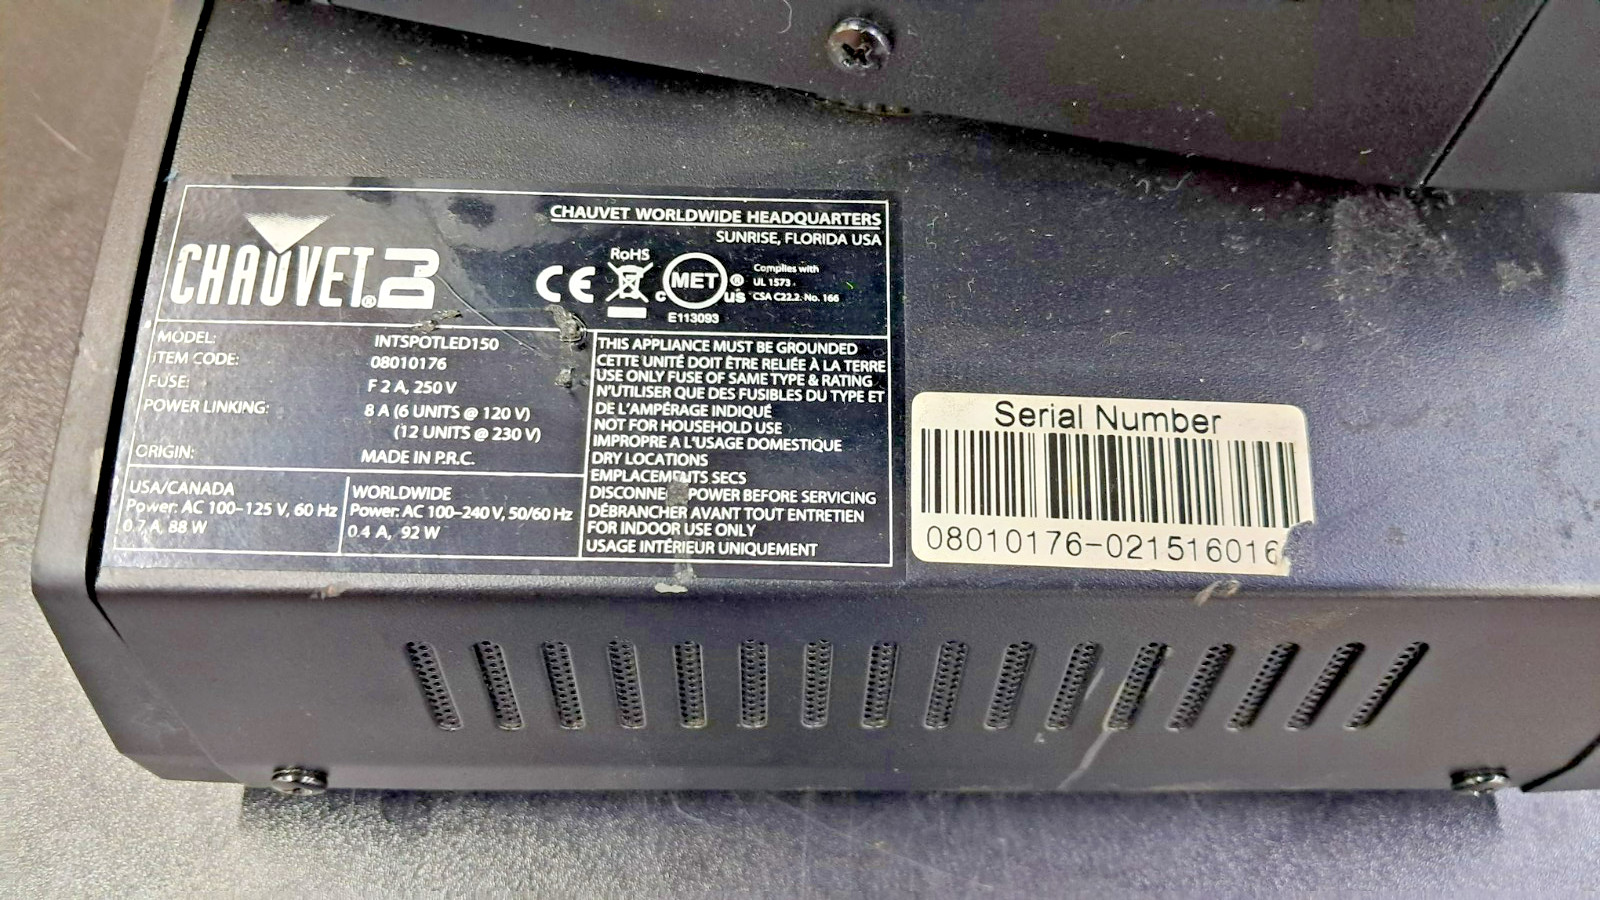 CHAUVET® DJ
CHAUVET WORLDWIDE HEADQUARTERS
SUNRISE, FLORIDA USA
CE
RoHS
c MET ® us
E113093
Complies with
UL 1573
CSA C22.2. No. 166
MODEL: INTSPOTLED150
ITEM CODE: 08010176
FUSE: F 2 A, 250 V
POWER LINKING: 8 A (6 UNITS @ 120 V)
(12 UNITS @ 230 V)
ORIGIN: MADE IN P.R.C.
USA/CANADA
Power: AC 100–125 V, 60 Hz
0.7 A, 88 W
WORLDWIDE
Power: AC 100–240 V, 50/60 Hz
0.4 A, 92 W
THIS APPLIANCE MUST BE GROUNDED
CETTE UNITÉ DOIT ÊTRE RELIÉE À LA TERRE
USE ONLY FUSE OF SAME TYPE & RATING
N'UTILISER QUE DES FUSIBLES DU TYPE ET
DE L'AMPÉRAGE INDIQUÉ
NOT FOR HOUSEHOLD USE
IMPROPRE A L'USAGE DOMESTIQUE
DRY LOCATIONS
EMPLACEMENTS SECS
DISCONNECT POWER BEFORE SERVICING
DÉBRANCHER AVANT TOUT ENTRETIEN
FOR INDOOR USE ONLY
USAGE INTÉRIEUR UNIQUEMENT
Serial Number
08010176-021516016